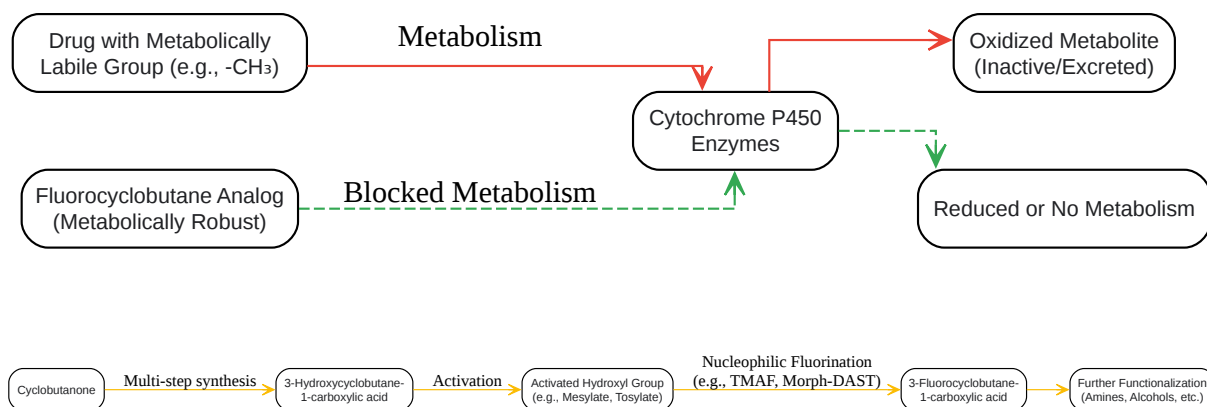 Drug with Metabolically
Labile Group (e.g., -CH₃)
Metabolism
Oxidized Metabolite
(Inactive/Excreted)
Cytochrome P450
Enzymes
Fluorocyclobutane Analog
(Metabolically Robust)
Blocked Metabolism
Reduced or No Metabolism
Cyclobutanone
Multi-step synthesis
3-Hydroxycyclobutane-
1-carboxylic acid
Activation
Activated Hydroxyl Group
(e.g., Mesylate, Tosylate)
Nucleophilic Fluorination
(e.g., TMAF, Morph-DAST)
3-Fluorocyclobutane-
1-carboxylic acid
Further Functionalization
(Amines, Alcohols, etc.)